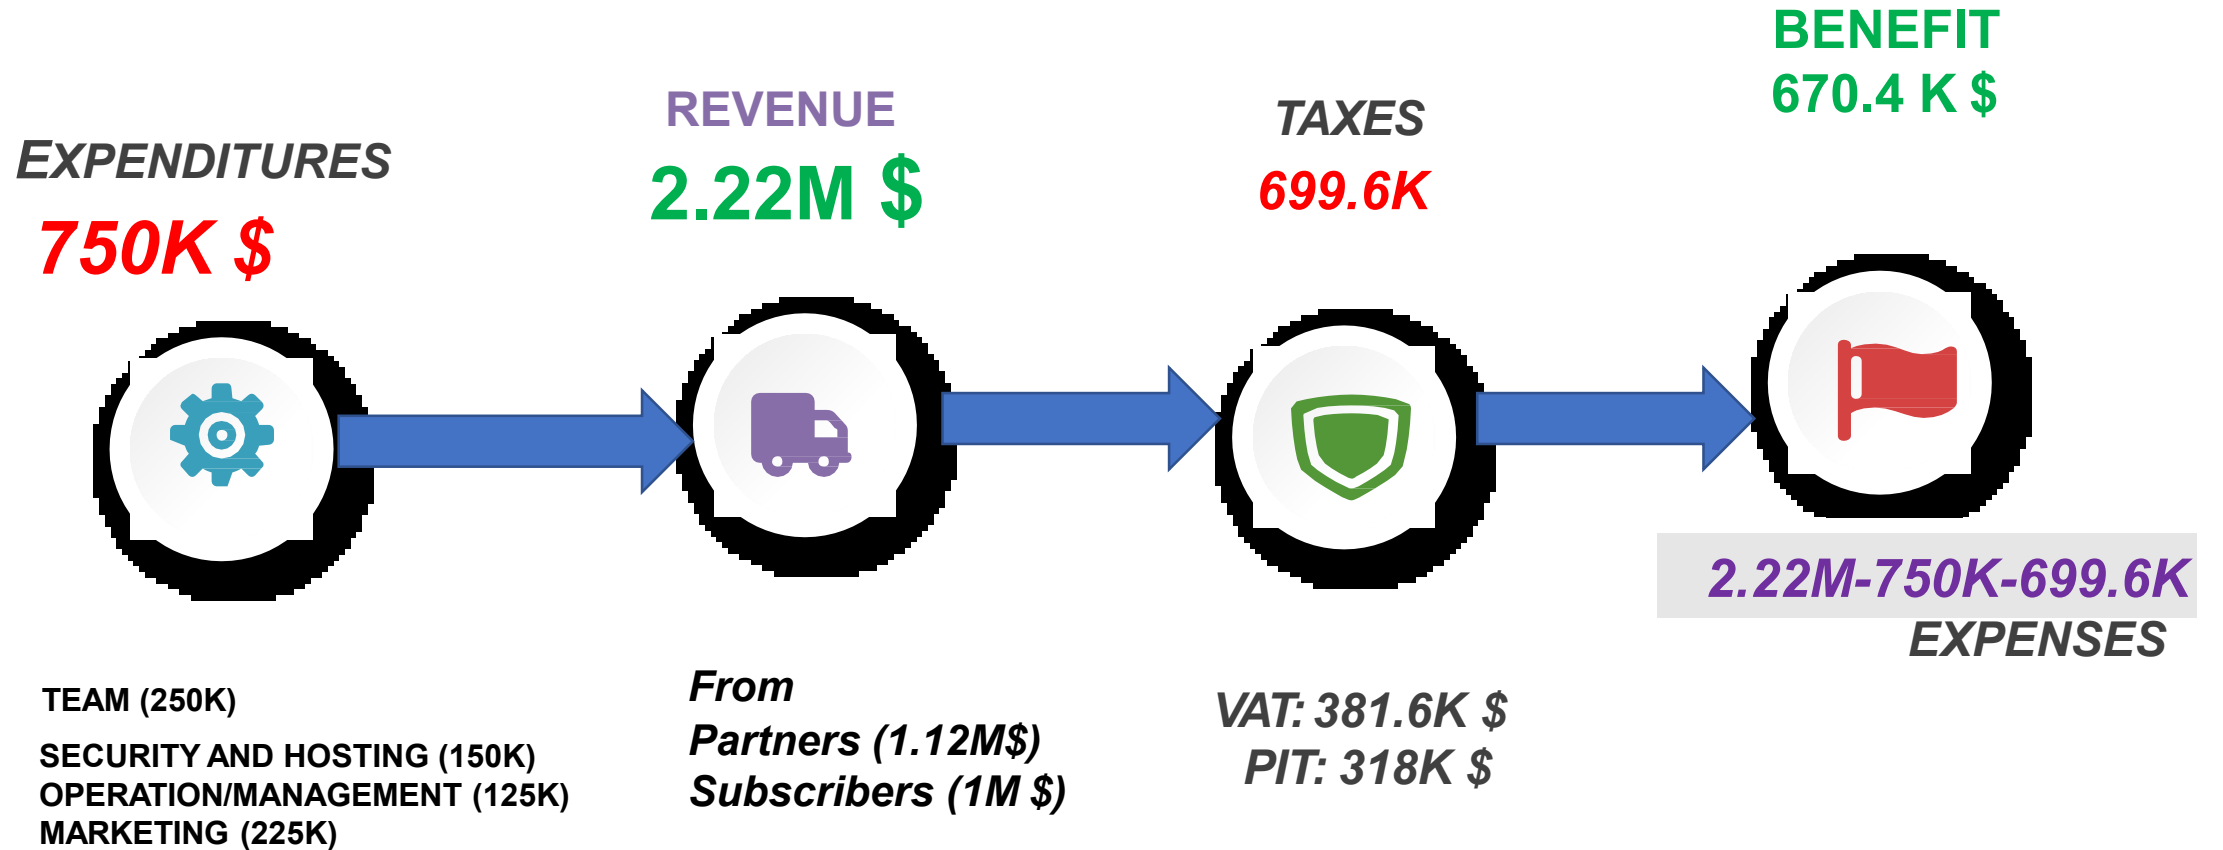 EXPENDITURES
750K $
TEAM (250K)
SECURITY AND HOSTING (150K)
OPERATION/MANAGEMENT (125K)
MARKETING (225K)
REVENUE
2.22M $
From
Partners (1.12M$)
Subscribers (1M $)
TAXES
699.6K
VAT: 381.6K $
PIT: 318K $
BENEFIT
670.4 K $
2.22M-750K-699.6K
EXPENSES